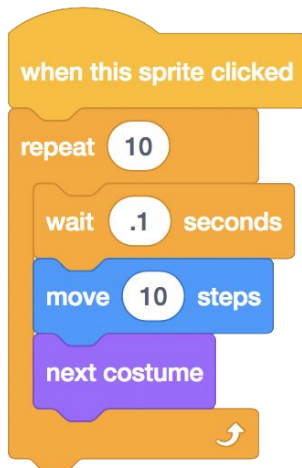 when this sprite clicked
repeat 10
wait .1 seconds
move 10 steps
next costume